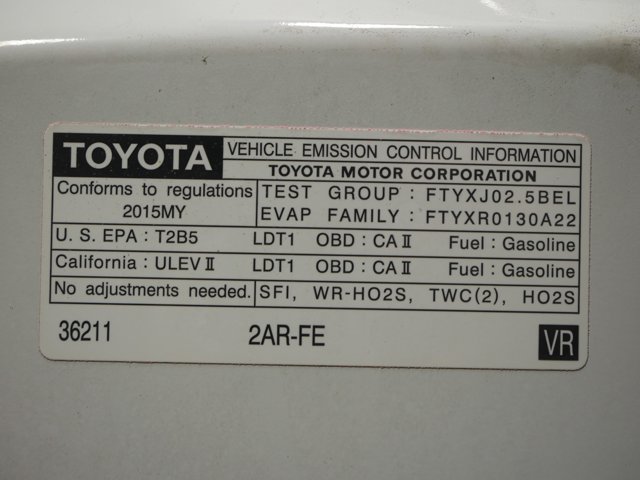 TOYOTA VEHICLE EMISSION CONTROL INFORMATION
TOYOTA MOTOR CORPORATION
Conforms to regulations TEST GROUP : FTYXJ02.5BEL
2015MY EVAP FAMILY : FTYXR0130A22
U. S. EPA : T2B5 LDT1 OBD : CA II Fuel : Gasoline
California : ULEV II LDT1 OBD : CA II Fuel : Gasoline
No adjustments needed. SFI, WR-HO2S, TWC(2), HO2S
36211 2AR-FE VR